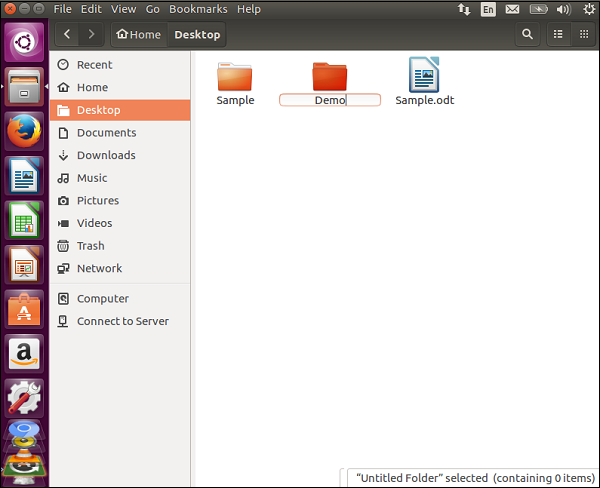 File Edit View Go Bookmarks Help En
Home Desktop
Recent
Home
Desktop
Documents
Downloads
Music
Pictures
Videos
Trash
Network
Computer
Connect to Server
Sample Demo Sample.odt
"Untitled Folder" selected (containing 0 items)